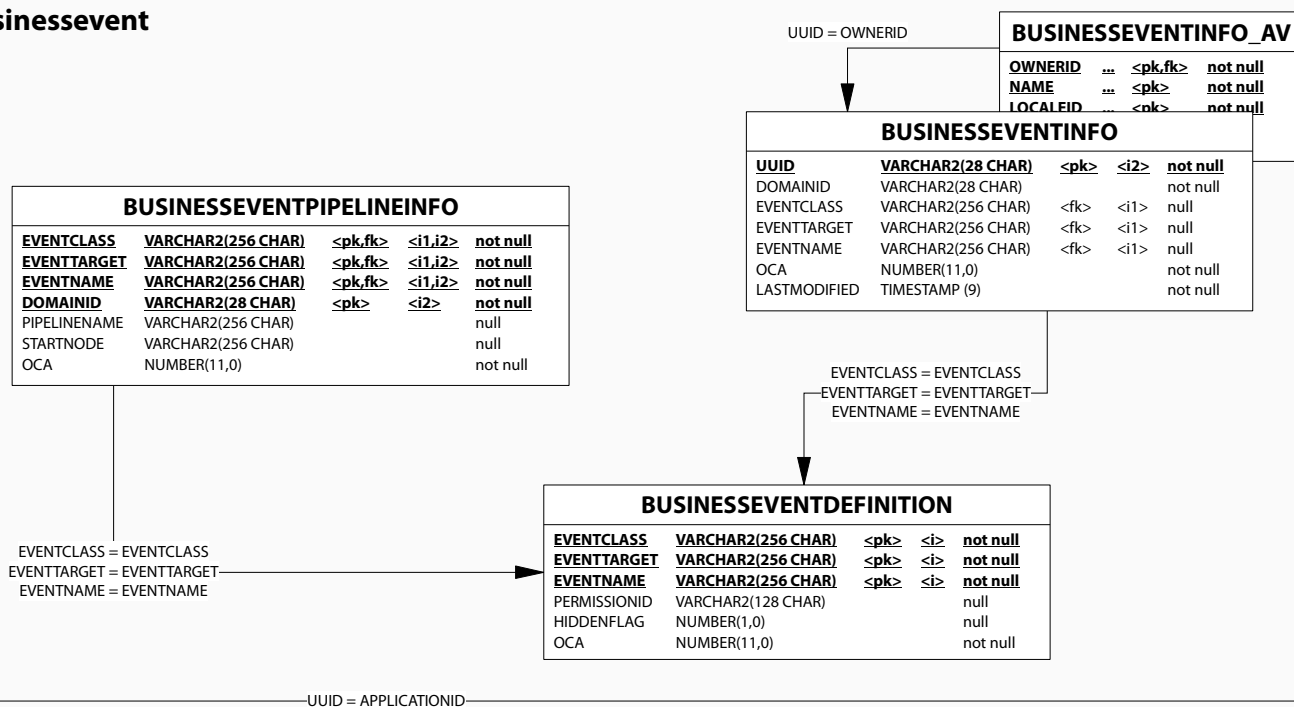 sinessevent
UUID = OWNERID
BUSINESSEVENTINFO_AV
OWNERID ... <pk,fk> not null
NAME ... <pk> not null
LOCALEID ... <pk> not null
BUSINESSEVENTINFO
UUID VARCHAR2(28 CHAR) <pk> <i2> not null
DOMAINID VARCHAR2(28 CHAR) not null
EVENTCLASS VARCHAR2(256 CHAR) <fk> <i1> null
EVENTTARGET VARCHAR2(256 CHAR) <fk> <i1> null
EVENTNAME VARCHAR2(256 CHAR) <fk> <i1> null
OCA NUMBER(11,0) not null
LASTMODIFIED TIMESTAMP (9) not null
BUSINESSEVENTPIPELINEINFO
EVENTCLASS VARCHAR2(256 CHAR) <pk,fk> <i1,i2> not null
EVENTTARGET VARCHAR2(256 CHAR) <pk,fk> <i1,i2> not null
EVENTNAME VARCHAR2(256 CHAR) <pk,fk> <i1,i2> not null
DOMAINID VARCHAR2(28 CHAR) <pk> <i2> not null
PIPELINENAME VARCHAR2(256 CHAR) null
STARTNODE VARCHAR2(256 CHAR) null
OCA NUMBER(11,0) not null
EVENTCLASS = EVENTCLASS
EVENTTARGET = EVENTTARGET
EVENTNAME = EVENTNAME
BUSINESSEVENTDEFINITION
EVENTCLASS VARCHAR2(256 CHAR) <pk> <i> not null
EVENTTARGET VARCHAR2(256 CHAR) <pk> <i> not null
EVENTNAME VARCHAR2(256 CHAR) <pk> <i> not null
PERMISSIONID VARCHAR2(128 CHAR) null
HIDDENFLAG NUMBER(1,0) null
OCA NUMBER(11,0) not null
EVENTCLASS = EVENTCLASS
EVENTTARGET = EVENTTARGET
EVENTNAME = EVENTNAME
UUID = APPLICATIONID